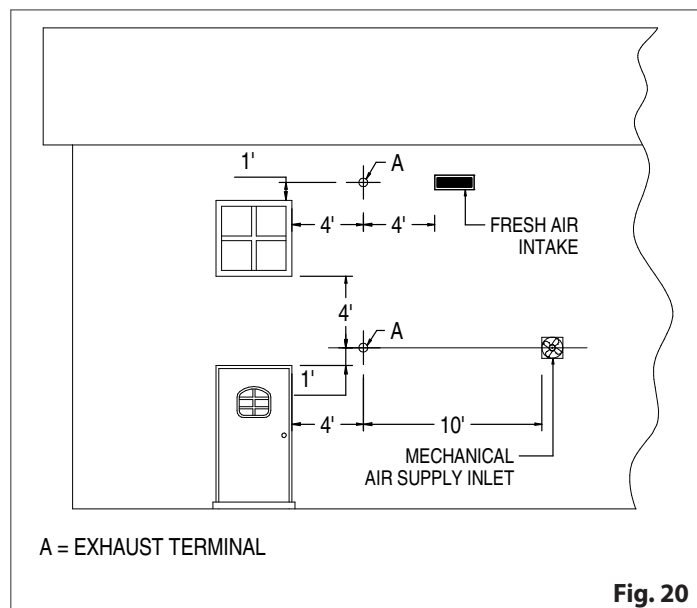 1'
A
4'
4'
FRESH AIR
INTAKE
4'
A
1'
4'
10'
MECHANICAL
AIR SUPPLY INLET
A = EXHAUST TERMINAL
Fig. 20